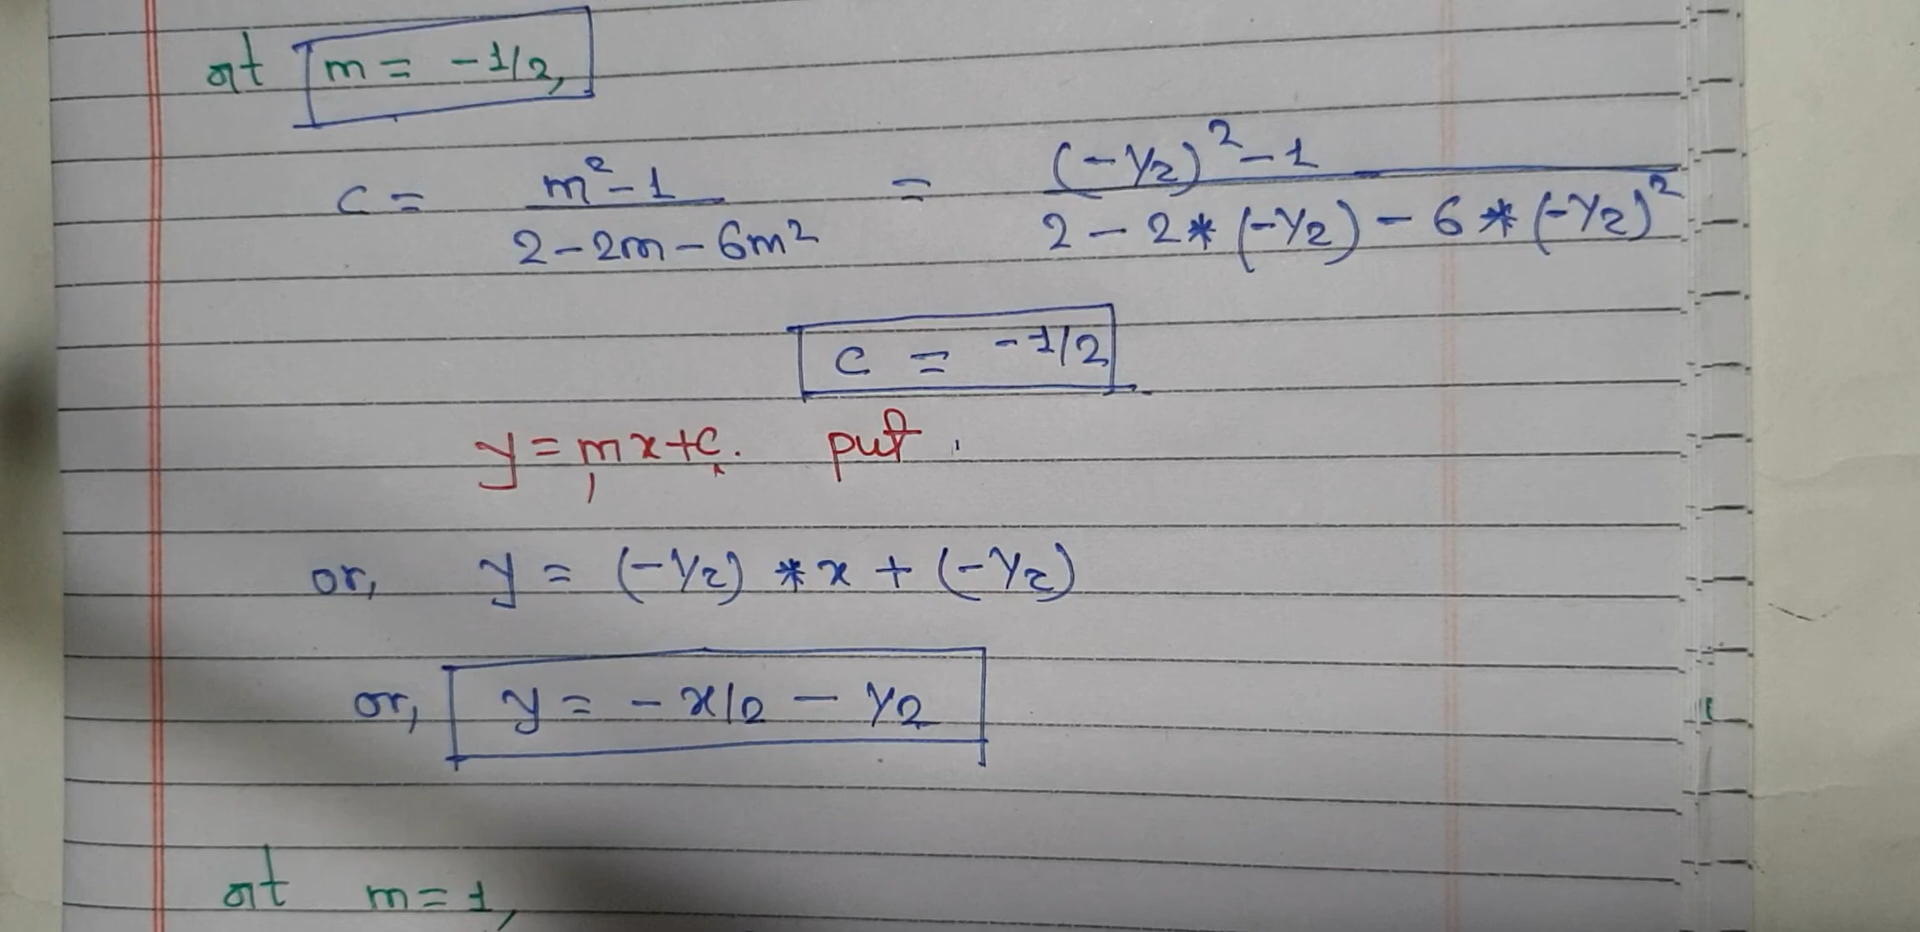 at m = -1/2,
c = m²-1 / 2-2m-6m² = (-1/2)²-1 / 2-2*(-1/2)-6*(-1/2)²
c = -1/2
y = mx+c. put
or, y = (-1/2) *x + (-1/2)
or, y = -x/2 - 1/2
at m=1,